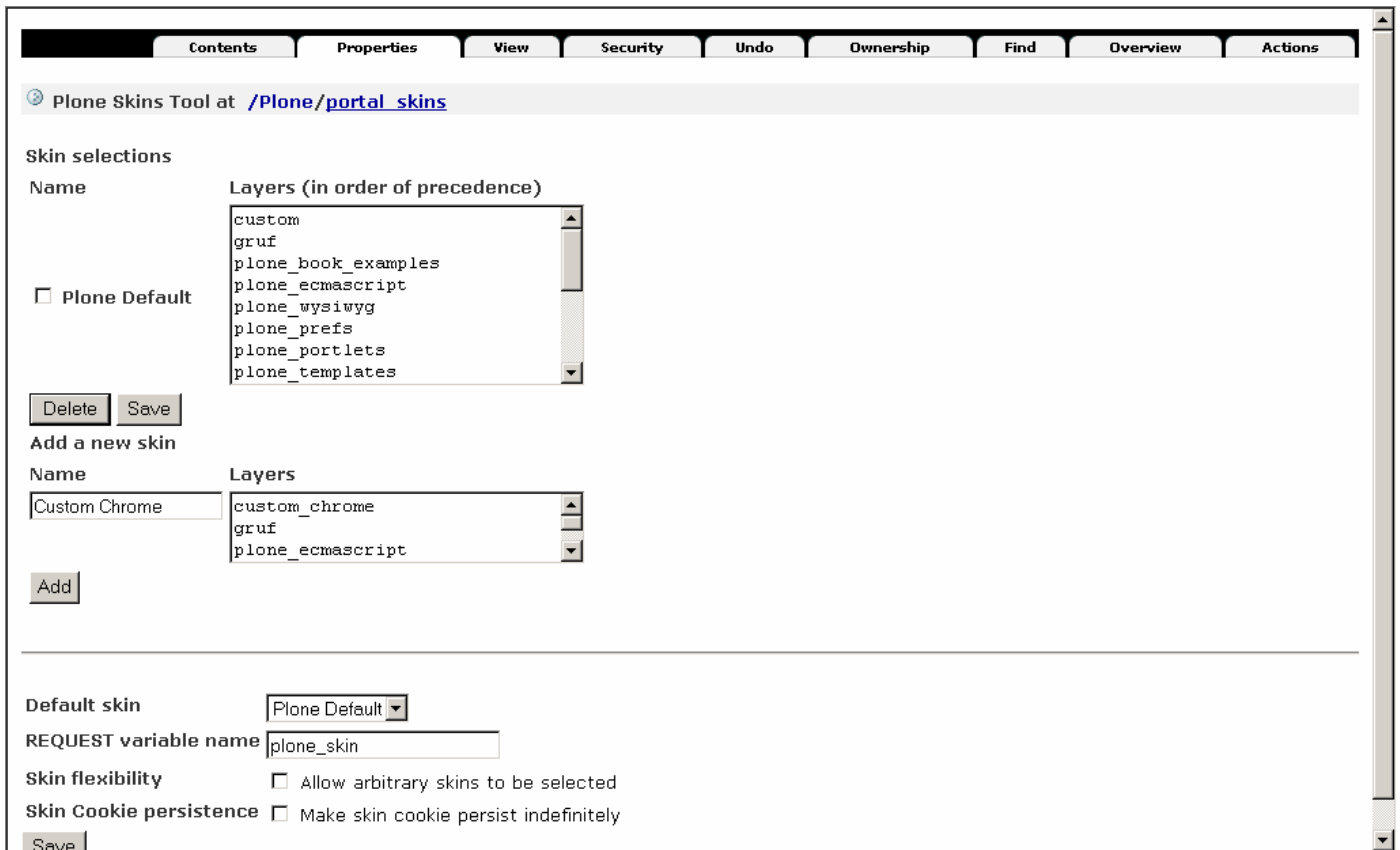 Contents Properties View Security Undo Ownership Find Overview Actions
Plone Skins Tool at /Plone/portal_skins
Skin selections
Name Layers (in order of precedence)
custom
gruf
plone_book_examples
plone_ecmascript
Plone Default
plone_wysiwyg
plone_prefs
plone_portlets
plone_templates
Delete Save
Add a new skin
Name Layers
Custom Chrome custom_chrome
gruf
plone_ecmascript
Add
Default skin Plone Default
REQUEST variable name plone_skin
Skin flexibility Allow arbitrary skins to be selected
Skin Cookie persistence Make skin cookie persist indefinitely
Save